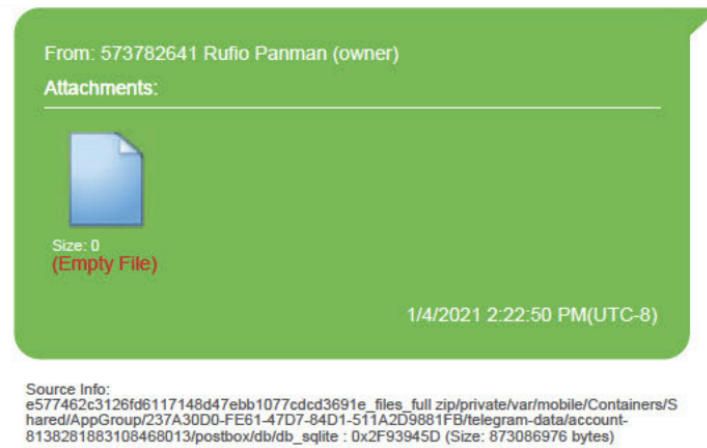 From: 573782641 Rufio Panman (owner)
Attachments:
Size: 0
(Empty File)
1/4/2021 2:22:50 PM(UTC-8)
Source Info:
e577462c3126fd6117148d47ebb1077cdcd3691e_files_full zip/private/var/mobile/Containers/S
hared/AppGroup/237A30D0-FE61-47D7-84D1-511A2D9881FB/telegram-data/account-
8138281883108468013/postbox/db/db_sqlite : 0x2F93945D (Size: 873086976 bytes)